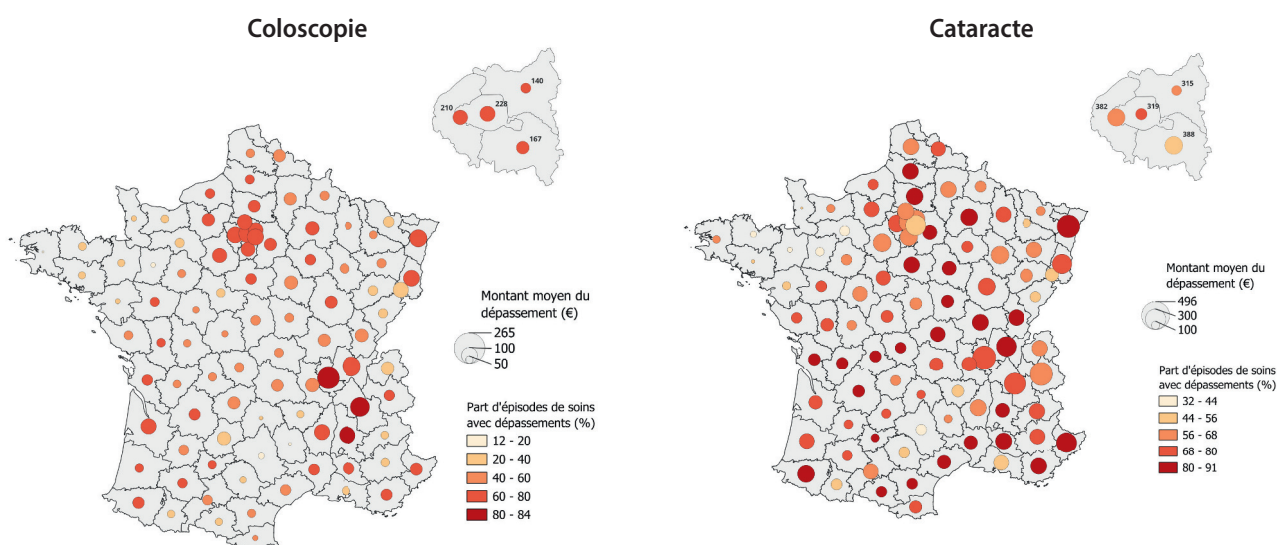 Coloscopie
140
210
228
167
Montant moyen du
dépassement (€)
265
100
50
Part d'épisodes de soins
avec dépassements (%)
12 - 20
20 - 40
40 - 60
60 - 80
80 - 84
Cataracte
315
382
319
388
Montant moyen du
dépassement (€)
496
300
100
Part d'épisodes de soins
avec dépassements (%)
32 - 44
44 - 56
56 - 68
68 - 80
80 - 91